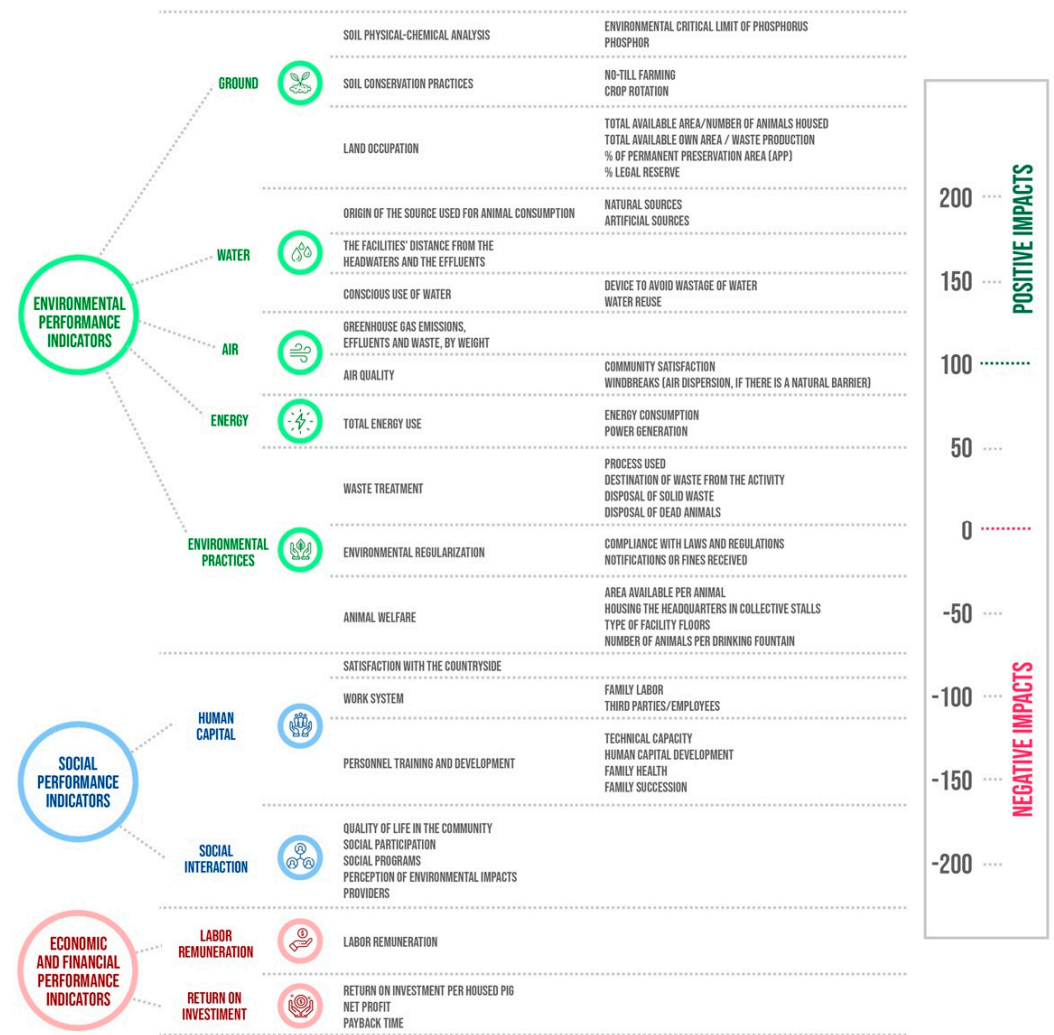 SOIL PHYSICAL-CHEMICAL ANALYSIS
ENVIRONMENTAL CRITICAL LIMIT OF PHOSPHORUS
PHOSPHOR
GROUND
SOIL CONSERVATION PRACTICES
NO-TILL FARMING
CROP ROTATION
LAND OCCUPATION
TOTAL AVAILABLE AREA/NUMBER OF ANIMALS HOUSED
TOTAL AVAILABLE OWN AREA / WASTE PRODUCTION
% OF PERMANENT PRESERVATION AREA (APP)
% LEGAL RESERVE
ENVIRONMENTAL
PERFORMANCE
INDICATORS
WATER
ORIGIN OF THE SOURCE USED FOR ANIMAL CONSUMPTION
NATURAL SOURCES
ARTIFICIAL SOURCES
THE FACILITIES' DISTANCE FROM THE
HEADWATERS AND THE EFFLUENTS
CONSCIOUS USE OF WATER
DEVICE TO AVOID WASTAGE OF WATER
WATER REUSE
AIR
GREENHOUSE GAS EMISSIONS,
EFFLUENTS AND WASTE, BY WEIGHT
AIR QUALITY
COMMUNITY SATISFACTION
WINDBREAKS (AIR DISPERSION, IF THERE IS A NATURAL BARRIER)
ENERGY
TOTAL ENERGY USE
ENERGY CONSUMPTION
POWER GENERATION
ENVIRONMENTAL
PRACTICES
WASTE TREATMENT
PROCESS USED
DESTINATION OF WASTE FROM THE ACTIVITY
DISPOSAL OF SOLID WASTE
DISPOSAL OF DEAD ANIMALS
ENVIRONMENTAL REGULARIZATION
COMPLIANCE WITH LAWS AND REGULATIONS
NOTIFICATIONS OR FINES RECEIVED
ANIMAL WELFARE
AREA AVAILABLE PER ANIMAL
HOUSING THE HEADQUARTERS IN COLLECTIVE STALLS
TYPE OF FACILITY FLOORS
NUMBER OF ANIMALS PER DRINKING FOUNTAIN
SOCIAL
PERFORMANCE
INDICATORS
HUMAN
CAPITAL
SATISFACTION WITH THE COUNTRYSIDE
WORK SYSTEM
FAMILY LABOR
THIRD PARTIES/EMPLOYEES
PERSONNEL TRAINING AND DEVELOPMENT
TECHNICAL CAPACITY
HUMAN CAPITAL DEVELOPMENT
FAMILY HEALTH
FAMILY SUCCESSION
SOCIAL
INTERACTION
QUALITY OF LIFE IN THE COMMUNITY
SOCIAL PARTICIPATION
SOCIAL PROGRAMS
PERCEPTION OF ENVIRONMENTAL IMPACTS
PROVIDERS
ECONOMIC
AND FINANCIAL
PERFORMANCE
INDICATORS
LABOR
REMUNERATION
LABOR REMUNERATION
RETURN ON
INVESTIMENT
RETURN ON INVESTMENT PER HOUSED PIG
NET PROFIT
PAYBACK TIME
200
150
100
50
0
-50
-100
-150
-200
POSITIVE IMPACTS
NEGATIVE IMPACTS